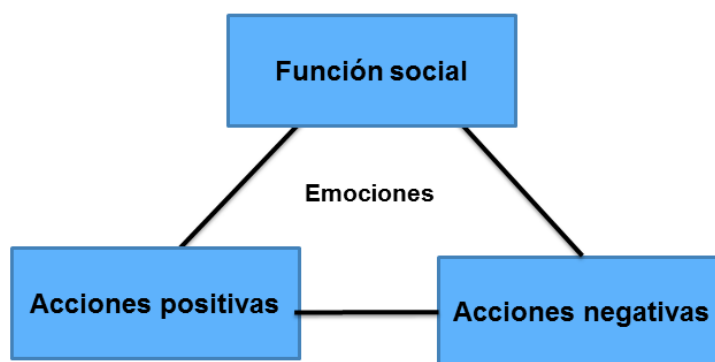 Función social
Emociones
Acciones positivas
Acciones negativas